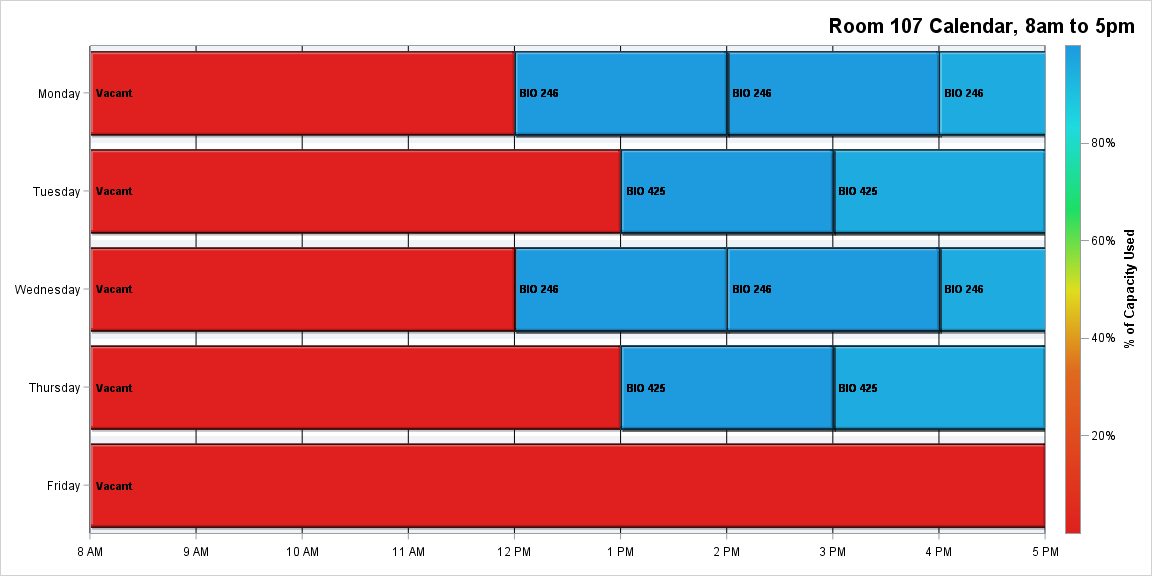 Room 107 Calendar, 8am to 5pm
Monday Vacant BIO 246 BIO 246 BIO 246
Tuesday Vacant BIO 425 BIO 425
Wednesday Vacant BIO 246 BIO 246 BIO 246
Thursday Vacant BIO 425 BIO 425
Friday Vacant
8 AM 9 AM 10 AM 11 AM 12 PM 1 PM 2 PM 3 PM 4 PM 5 PM
80%
60%
40%
20%
% of Capacity Used